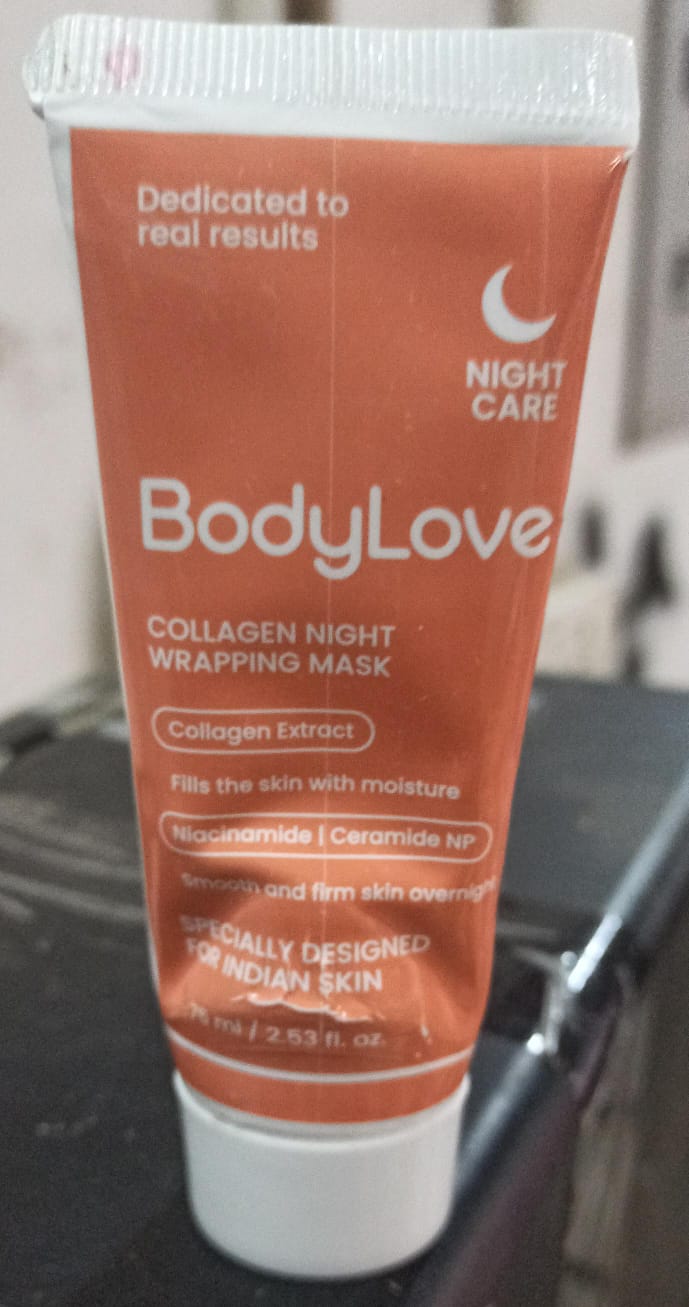 Dedicated to
real results
NIGHT
CARE
BodyLove
COLLAGEN NIGHT
WRAPPING MASK
Collagen Extract
Fills the skin with moisture
Niacinamide | Ceramide NP
Smooth and firm skin overnight
SPECIALLY DESIGNED
FOR INDIAN SKIN
75 ml / 2.53 fl. oz.